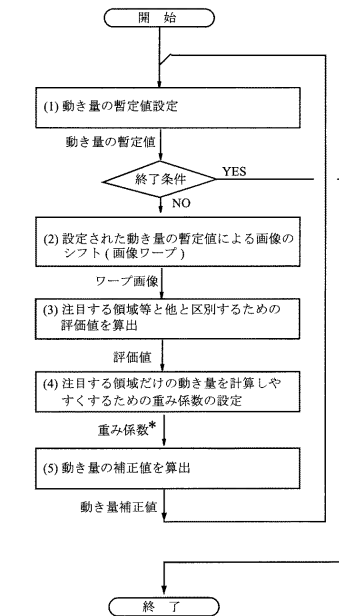 開 始
(1) 動き量の暫定値設定
動き量の暫定値
終了条件
YES
NO
(2) 設定された動き量の暫定値による画像の
シフト ( 画像ワープ )
ワープ画像
(3) 注目する領域等と他と区別するための
評価値を算出
評価値
(4) 注目する領域だけの動き量を計算しや
すくするための重み係数の設定
重み係数*
(5) 動き量の補正値を算出
動き量補正値
終 了